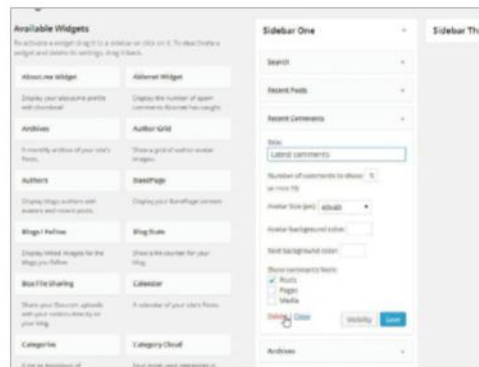 Available Widgets
To activate a widget drag it to a sidebar or click on it. To deactivate a
widget and delete its settings, drag it back.
About.me Widget
Akismet Widget
Display your about.me profile
with thumbnail
Display the number of spam
comments Akismet has caught
Archives
Author Grid
A monthly archive of your site's
Posts.
Show a grid of author avatar
images.
Authors
BandPage
Display blogs authors with
avatars and recent posts.
Display your BandPage content
Blogs I Follow
Blog Stats
Display linked images for the
blogs you follow
Show a hit counter for your
blog.
Box File Sharing
Calendar
Share your Box.com uploads
with your visitors directly on
your blog.
A calendar of your site's Posts.
Categories
Category Cloud
Sidebar One
Search
Recent Posts
Recent Comments
Title:
Latest comments
Number of comments to show: 5
Avatar Size (px):
Avatar background color:
Text background color:
Show comments from:
Posts
Pages
Media
Delete | Close
Visibility
Save
Archives
Sidebar Th